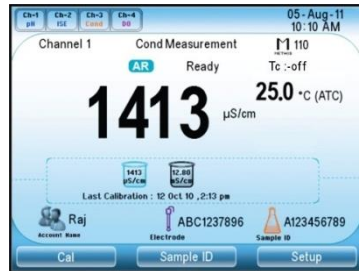 Ch-1 Ch-2 Ch-3 Ch-4
pH ISE Cond DO
05-Aug-11
10:10 AM
Channel 1 Cond Measurement M 110
METHOD
AR Ready Tc :-off
1413 µS/cm 25.0 °C (ATC)
1413 µS/cm
12.80 mS/cm
Last Calibration : 12 Oct 10 ,2:13 pm
Raj ABC1237896 A123456789
Account Name Electrode Sample ID
Cal Sample ID Setup